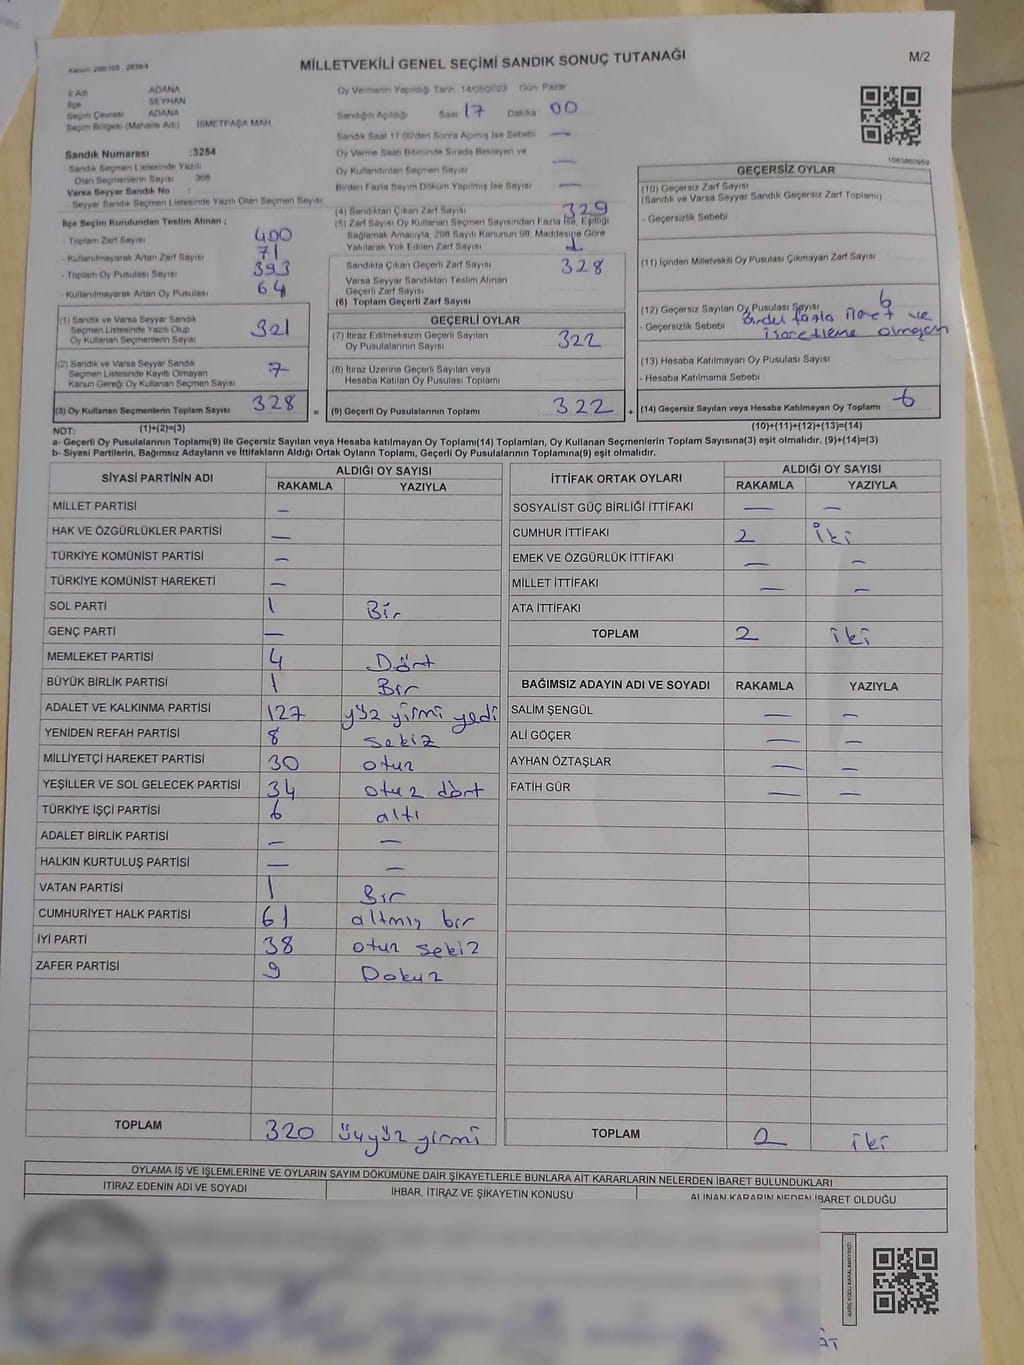 Kanun: 298/105 . 2839/4
MİLLETVEKİLİ GENEL SEÇİMİ SANDIK SONUÇ TUTANAĞI
M/2
İl Adı ADANA
İlçe SEYHAN
Seçim Çevresi ADANA
Seçim Bölgesi (Mahalle Adı) İSMETPAŞA MAH.
Sandık Numarası :3254
- Sandık Seçmen Listesinde Yazılı
Olan Seçmenlerin Sayısı 368
Varsa Seyyar Sandık No :
- Seyyar Sandık Seçmen Listesinde Yazılı Olan Seçmen Sayısı
İlçe Seçim Kurulundan Teslim Alınan ;
- Toplam Zarf Sayısı 400
- Kullanılmayarak Artan Zarf Sayısı 71
- Toplam Oy Pusulası Sayısı 393
- Kullanılmayarak Artan Oy Pusulası 64
(1) Sandık ve Varsa Seyyar Sandık
Seçmen Listesinde Yazılı Olup
Oy Kullanan Seçmenlerin Sayısı 321
(2) Sandık ve Varsa Seyyar Sandık
Seçmen Listesinde Kayıtlı Olmayan
Kanun Gereği Oy Kullanan Seçmen Sayısı 7
(3) Oy Kullanan Seçmenlerin Toplam Sayısı 328 =
Oy Vermenin Yapıldığı Tarih 14/05/2023 Gün Pazar
Sandığın Açıldığı Saat 17 Dakika 00
Sandık Saat 17:00'den Sonra Açılmış İse Sebebi —
Oy Verme Saati Bitiminde Sırada Bekleyen ve
Oy Kullandırılan Seçmen Sayısı —
Birden Fazla Sayım Döküm Yapılmış İse Sayısı —
(4) Sandıktan Çıkan Zarf Sayısı 329
(5) Zarf Sayısı Oy Kullanan Seçmen Sayısından Fazla İse, Eşitliği
Sağlamak Amacıyla, 298 Sayılı Kanunun 98. Maddesine Göre
Yakılarak Yok Edilen Zarf Sayısı 1
Sandıkta Çıkan Geçerli Zarf Sayısı 328
Varsa Seyyar Sandıktan Teslim Alınan
Geçerli Zarf Sayısı
(6) Toplam Geçerli Zarf Sayısı
GEÇERLİ OYLAR
(7) İtiraz Edilmeksizin Geçerli Sayılan
Oy Pusulalarının Sayısı 322
(8) İtiraz Üzerine Geçerli Sayılan veya
Hesaba Katılan Oy Pusulası Toplamı
(9) Geçerli Oy Pusulalarının Toplamı 322 +
1083860959
GEÇERSİZ OYLAR
(10) Geçersiz Zarf Sayısı
(Sandık ve Varsa Seyyar Sandık Geçersiz Zarf Toplamı)
- Geçersizlik Sebebi
(11) İçinden Milletvekili Oy Pusulası Çıkmayan Zarf Sayısı
(12) Geçersiz Sayılan Oy Pusulası Sayısı 6
- Geçersizlik Sebebi fazla ve
olmayan
(13) Hesaba Katılmayan Oy Pusulası Sayısı
- Hesaba Katılmama Sebebi
(14) Geçersiz Sayılan veya Hesaba Katılmayan Oy Toplamı 6
NOT: (1)+(2)=(3) (10)+(11)+(12)+(13)=(14)
a- Geçerli Oy Pusulalarının Toplamı(9) ile Geçersiz Sayılan veya Hesaba katılmayan Oy Toplamı(14) Toplamları, Oy Kullanan Seçmenlerin Toplam Sayısına(3) eşit olmalıdır. (9)+(14)=(3)
b- Siyasi Partilerin, Bağımsız Adayların ve İttifakların Aldığı Ortak Oyların Toplamı, Geçerli Oy Pusulalarının Toplamına(9) eşit olmalıdır.
SİYASİ PARTİNİN ADI ALDIĞI OY SAYISI
RAKAMLA YAZIYLA
MİLLET PARTİSİ —
HAK VE ÖZGÜRLÜKLER PARTİSİ —
TÜRKİYE KOMÜNİST PARTİSİ —
TÜRKİYE KOMÜNİST HAREKETİ —
SOL PARTİ 1 Bir
GENÇ PARTİ —
MEMLEKET PARTİSİ 4 Dört
BÜYÜK BİRLİK PARTİSİ 1 Bir
ADALET VE KALKINMA PARTİSİ 127 yüz yirmi yedi
YENİDEN REFAH PARTİSİ 8 sekiz
MİLLİYETÇİ HAREKET PARTİSİ 30 otuz
YEŞİLLER VE SOL GELECEK PARTİSİ 34 otuz dört
TÜRKİYE İŞÇİ PARTİSİ 6 altı
ADALET BİRLİK PARTİSİ — —
HALKIN KURTULUŞ PARTİSİ — —
VATAN PARTİSİ 1 Bir
CUMHURİYET HALK PARTİSİ 61 altmış bir
İYİ PARTİ 38 otuz sekiz
ZAFER PARTİSİ 9 Dokuz
TOPLAM 320 üçyüz yirmi
İTTİFAK ORTAK OYLARI ALDIĞI OY SAYISI
RAKAMLA YAZIYLA
SOSYALİST GÜÇ BİRLİĞİ İTTİFAKI — —
CUMHUR İTTİFAKI 2 İki
EMEK VE ÖZGÜRLÜK İTTİFAKI — —
MİLLET İTTİFAKI — —
ATA İTTİFAKI
TOPLAM 2 iki
BAĞIMSIZ ADAYIN ADI VE SOYADI RAKAMLA YAZIYLA
SALİM ŞENGÜL — —
ALİ GÖÇER — —
AYHAN ÖZTAŞLAR — —
FATİH GÜR — —
TOPLAM 2 iki
OYLAMA İŞ VE İŞLEMLERİNE VE OYLARIN SAYIM DÖKÜMÜNE DAİR ŞİKAYETLERLE BUNLARA AİT KARARLARIN NELERDEN İBARET BULUNDUKLARI
İTİRAZ EDENİN ADI VE SOYADI İHBAR, İTİRAZ VE ŞİKAYETİN KONUSU ALINAN KARARIN NEDEN İBARET OLDUĞU